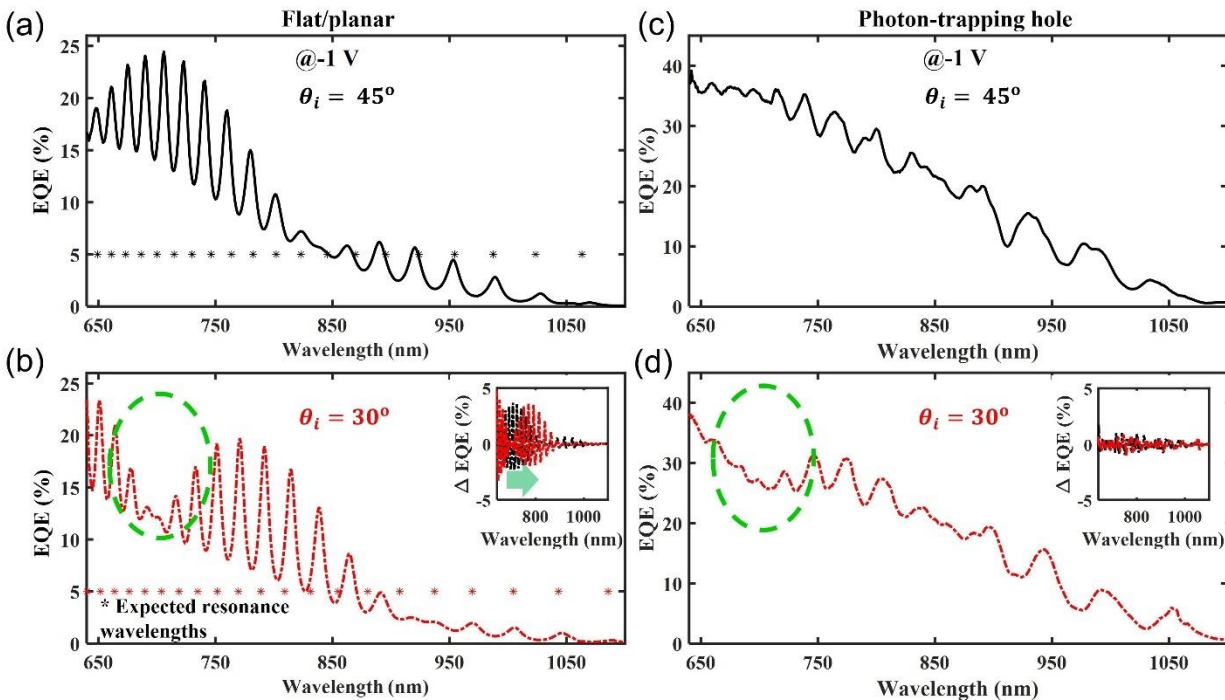 (a)
Flat/planar
@-1 V
θi = 45°
EQE (%)
25
20
15
10
5
0
650
750
850
950
1050
Wavelength (nm)
(c)
Photon-trapping hole
@-1 V
θi = 45°
EQE (%)
40
30
20
10
0
650
750
850
950
1050
Wavelength (nm)
(b)
θi = 30°
EQE (%)
25
20
15
10
5
0
* Expected resonance
wavelengths
650
750
850
950
1050
Wavelength (nm)
Δ EQE (%)
5
0
-5
800
1000
Wavelength (nm)
(d)
θi = 30°
EQE (%)
40
30
20
10
0
650
750
850
950
1050
Wavelength (nm)
Δ EQE (%)
5
0
-5
800
1000
Wavelength (nm)